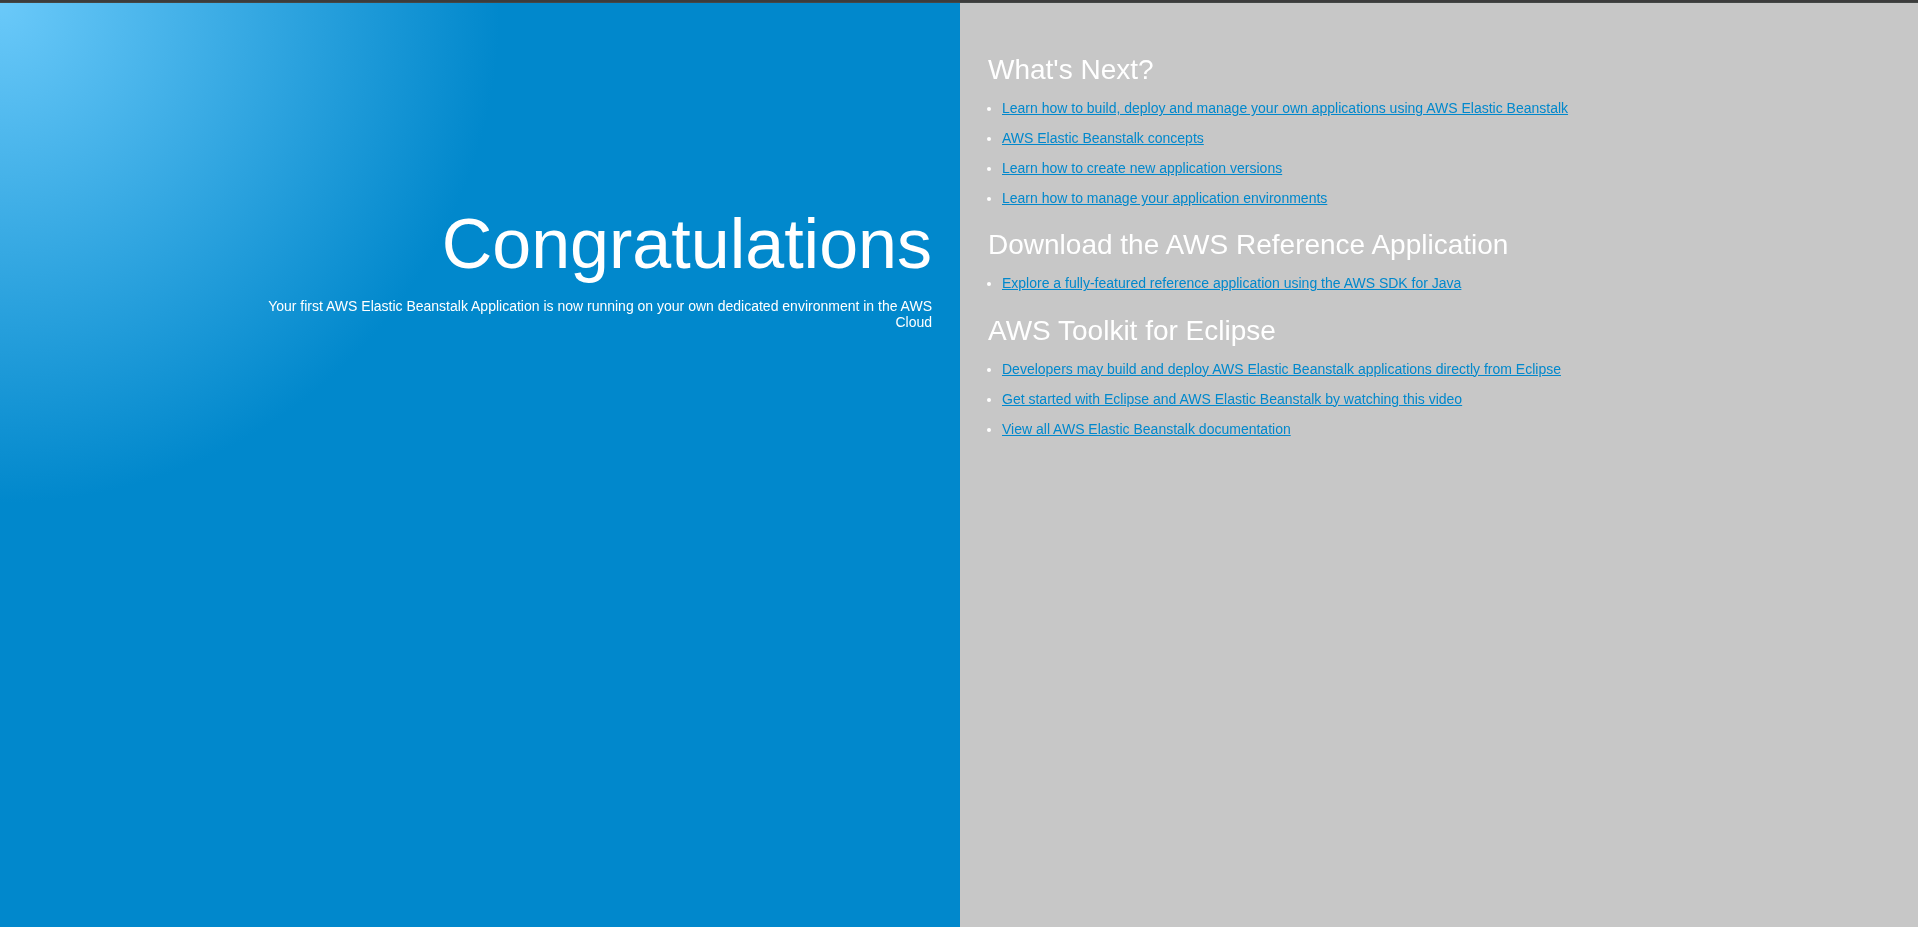 Congratulations
Your first AWS Elastic Beanstalk Application is now running on your own dedicated environment in the AWS
Cloud
What's Next?
Learn how to build, deploy and manage your own applications using AWS Elastic Beanstalk
AWS Elastic Beanstalk concepts
Learn how to create new application versions
Learn how to manage your application environments
Download the AWS Reference Application
Explore a fully-featured reference application using the AWS SDK for Java
AWS Toolkit for Eclipse
Developers may build and deploy AWS Elastic Beanstalk applications directly from Eclipse
Get started with Eclipse and AWS Elastic Beanstalk by watching this video
View all AWS Elastic Beanstalk documentation